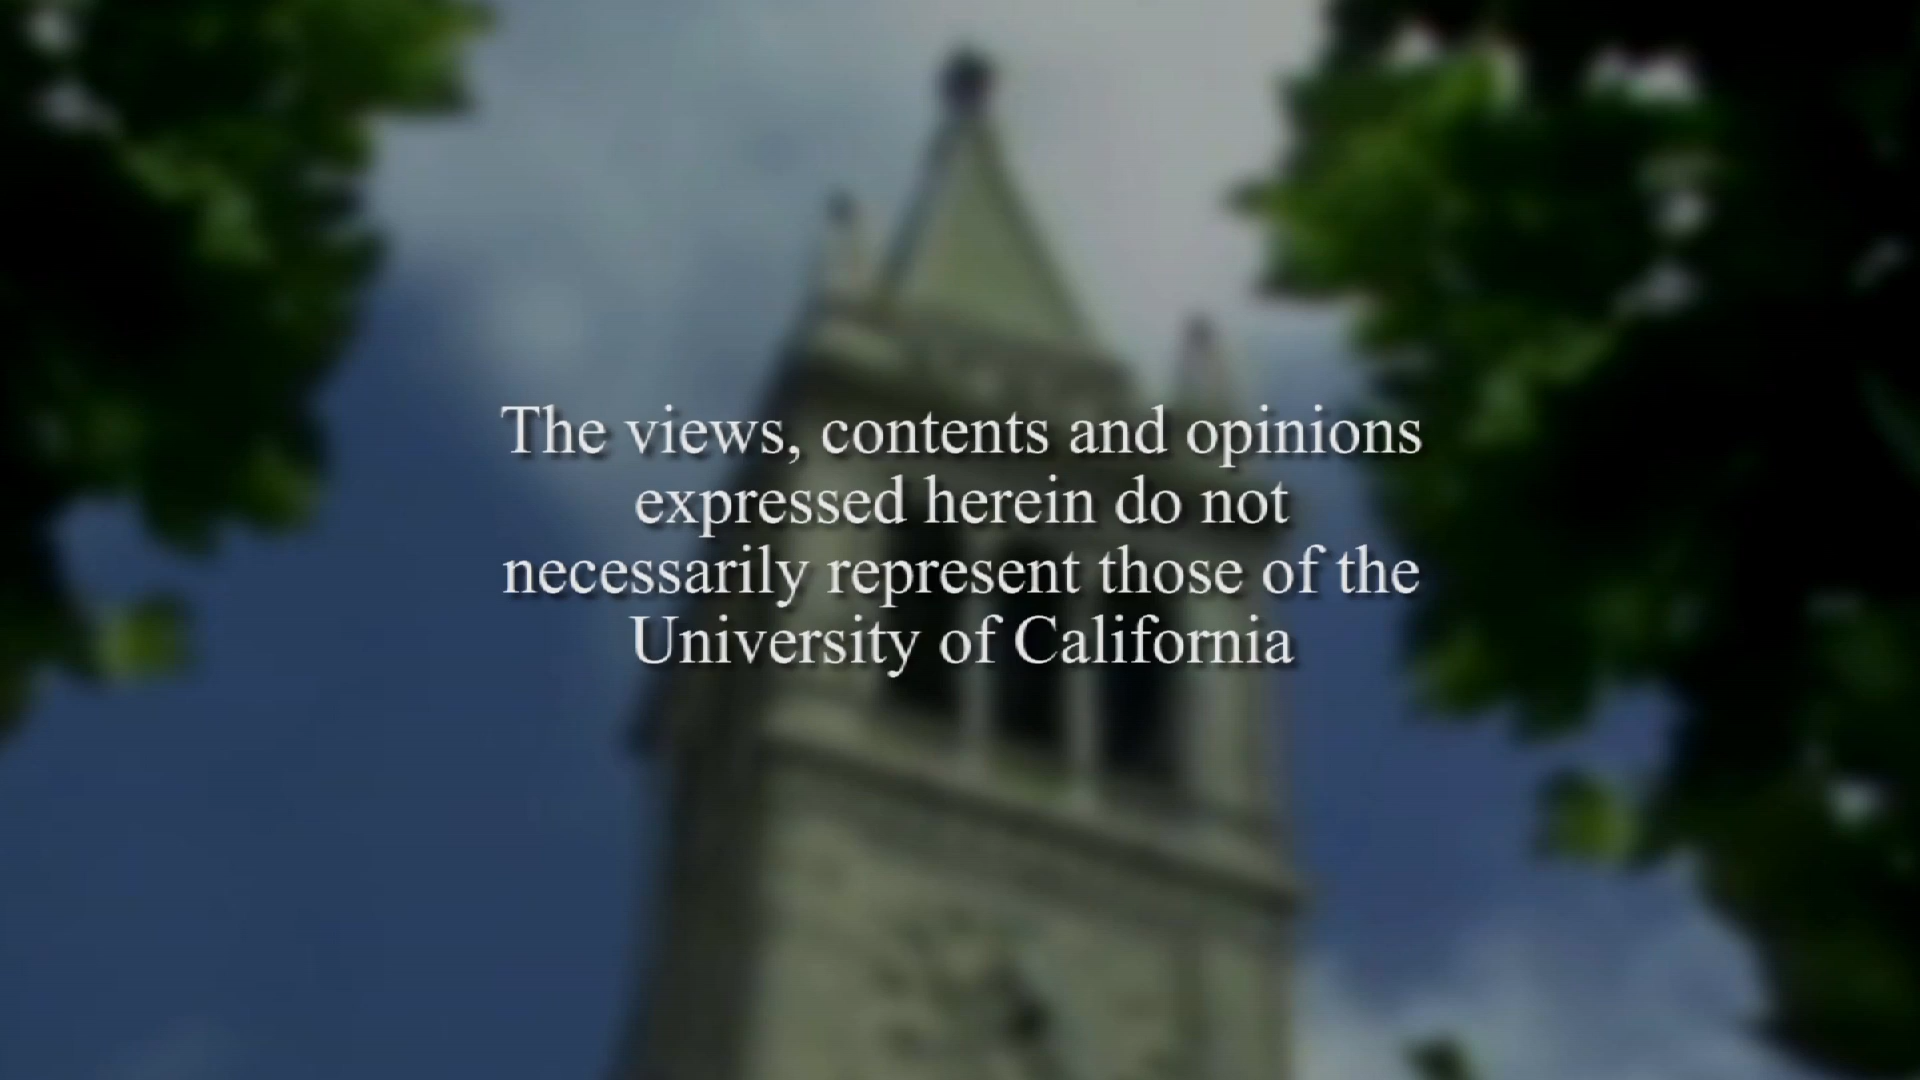 The views, contents and opinions
expressed herein do not
necessarily represent those of the
University of California